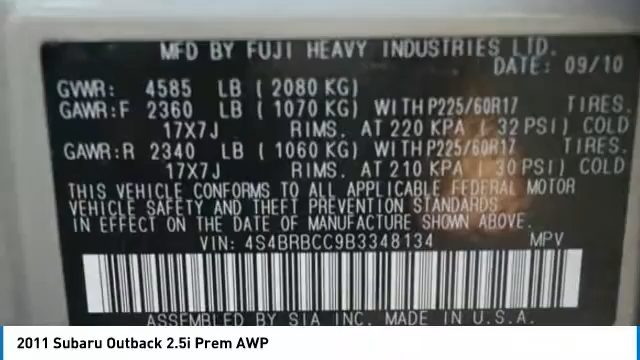 MFD BY FUJI HEAVY INDUSTRIES LTD.
DATE: 09/10
GVWR: 4585 LB ( 2080 KG)
GAWR:F 2360 LB ( 1070 KG) WITH P225/60R17 TIRES.
17X7J RIMS. AT 220 KPA ( 32 PSI) COLD
GAWR:R 2340 LB ( 1060 KG) WITH P225/60R17 TIRES.
17X7J RIMS. AT 210 KPA ( 30 PSI) COLD
THIS VEHICLE CONFORMS TO ALL APPLICABLE FEDERAL MOTOR
VEHICLE SAFETY AND THEFT PREVENTION STANDARDS
IN EFFECT ON THE DATE OF MANUFACTURE SHOWN ABOVE.
VIN: 4S4BRBCC9B3348134 MPV
ASSEMBLED BY SIA INC. MADE IN U.S.A.
2011 Subaru Outback 2.5i Prem AWP